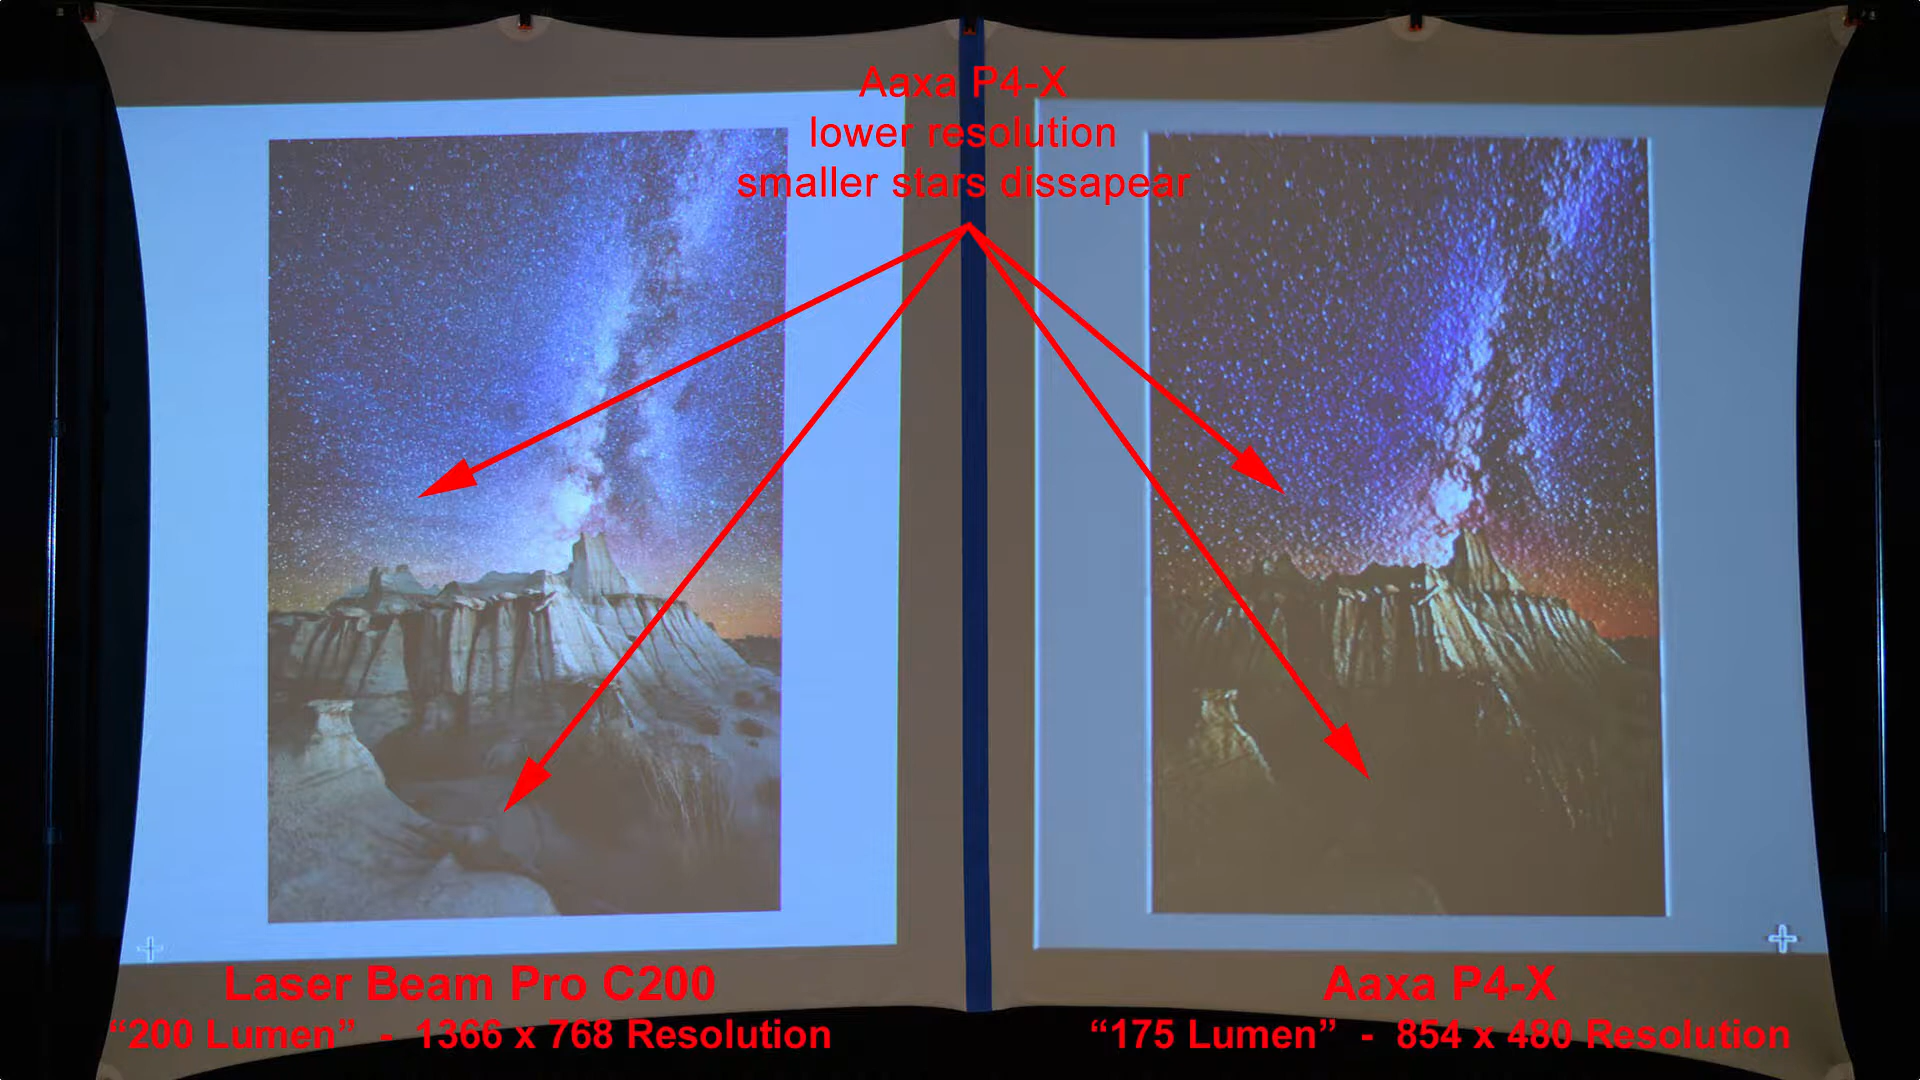 Aaxa P4-X
lower resolution
smaller stars dissapear
Laser Beam Pro C200
“200 Lumen” - 1366 x 768 Resolution
Aaxa P4-X
“175 Lumen” - 854 x 480 Resolution